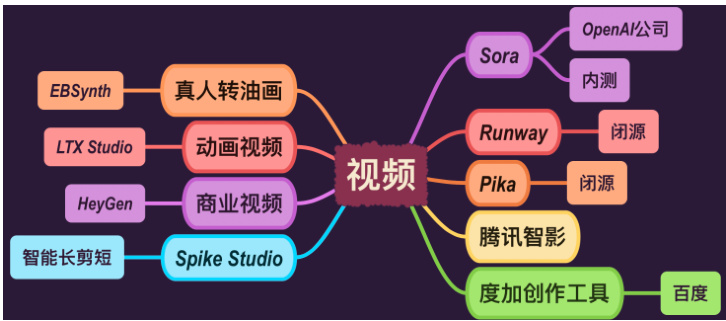 视频
真人转油画
EBSynth
动画视频
LTX Studio
商业视频
HeyGen
Spike Studio
智能长剪短
Sora
OpenAI公司
内测
Runway
闭源
Pika
闭源
腾讯智影
度加创作工具
百度